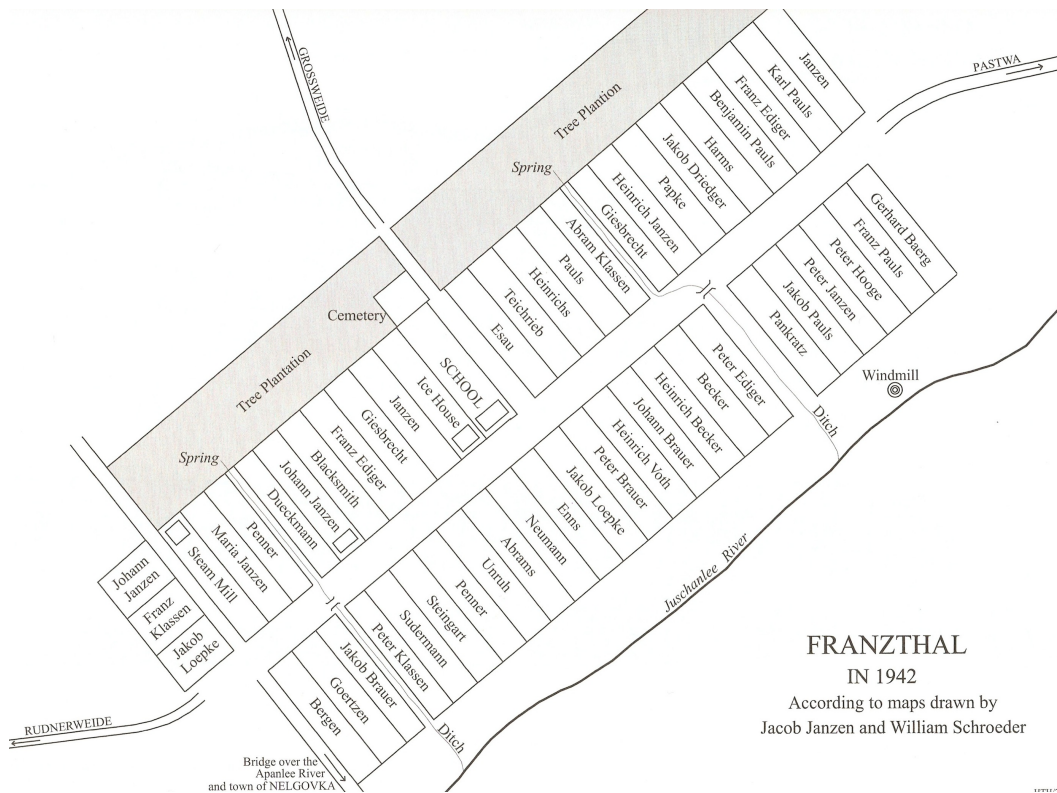 GROSSWEIDE
PASTWA
Tree Plantion
Spring
Janzen
Karl Pauls
Franz Ediger
Benjamin Pauls
Harms
Jakob Driedger
Papke
Heinrich Janzen
Giesbrecht
Abram Klassen
Pauls
Heinrichs
Teichrieb
Esau
Cemetery
SCHOOL
Ice House
Janzen
Giesbrecht
Franz Ediger
Blacksmith
Johann Janzen
Dueckmann
Tree Plantation
Spring
Penner
Maria Janzen
Steam Mill
Johann
Janzen
Franz
Klassen
Jakob
Loepke
Gerhard Baerg
Franz Pauls
Peter Hooge
Peter Janzen
Jakob Pauls
Pankratz
Windmill
Ditch
Peter Ediger
Becker
Heinrich Becker
Johann Brauer
Heinrich Voth
Peter Brauer
Jakob Loepke
Enns
Neumann
Abrams
Unruh
Penner
Steingart
Sudermann
Peter Klassen
Jakob Brauer
Goertzen
Bergen
Ditch
Juschanlee River
RUDNERWEIDE
Bridge over the
Apanlee River
and town of NELGOVKA
FRANZTHAL
IN 1942
According to maps drawn by
Jacob Janzen and William Schroeder